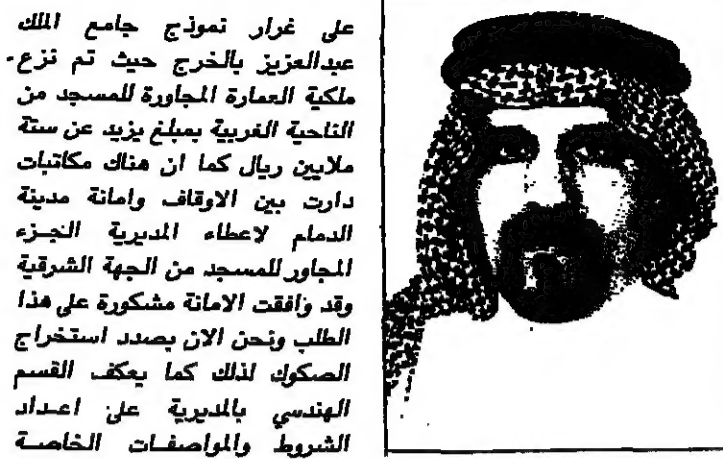 على غرار نموذج جامع الملك
عبدالعزيز بالخرج حيث تم نزع
ملكية العمارة المجاورة للمسجد من
الناحية الغربية بمبلغ يزيد عن ستة
ملايين ريال كما ان هناك مكاتبات
دارت بين الاوقاف وامانة مدينة
الدمام لاعطاء المديرية الجزء
المجاور للمسجد من الجهة الشرقية
وقد وافقت الامانة مشكورة على هذا
الطلب ونحن الان بصدد استخراج
الصكوك لذلك كما يعكف القسم
الهندسي بالمديرية على اعداد
الشروط والمواصفات الخاصة